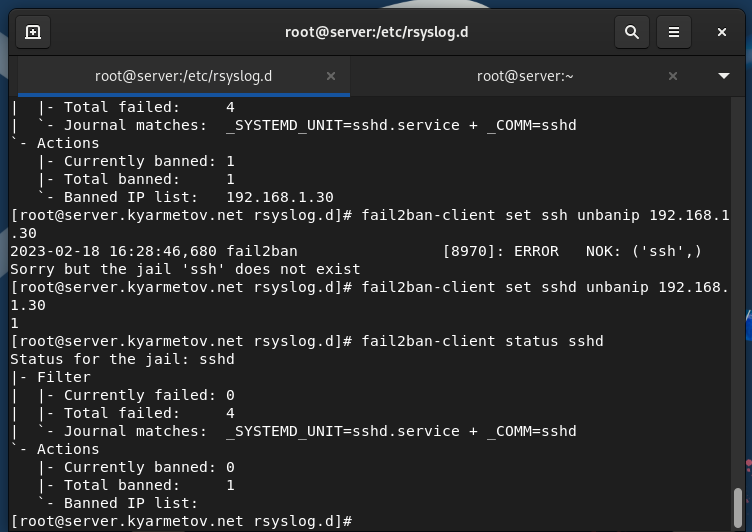 root@server:/etc/rsyslog.d
root@server:/etc/rsyslog.d
root@server:~
|  |- Total failed:     4
|  `- Journal matches:  _SYSTEMD_UNIT=sshd.service + _COMM=sshd
`- Actions
   |- Currently banned: 1
   |- Total banned:     1
   `- Banned IP list:   192.168.1.30
[root@server.kyarmetov.net rsyslog.d]# fail2ban-client set ssh unbanip 192.168.1
.30
2023-02-18 16:28:46,680 fail2ban                [8970]: ERROR   NOK: ('ssh',)
Sorry but the jail 'ssh' does not exist
[root@server.kyarmetov.net rsyslog.d]# fail2ban-client set sshd unbanip 192.168.
1.30
1
[root@server.kyarmetov.net rsyslog.d]# fail2ban-client status sshd
Status for the jail: sshd
|- Filter
|  |- Currently failed: 0
|  |- Total failed:     4
|  `- Journal matches:  _SYSTEMD_UNIT=sshd.service + _COMM=sshd
`- Actions
   |- Currently banned: 0
   |- Total banned:     1
   `- Banned IP list:
[root@server.kyarmetov.net rsyslog.d]#